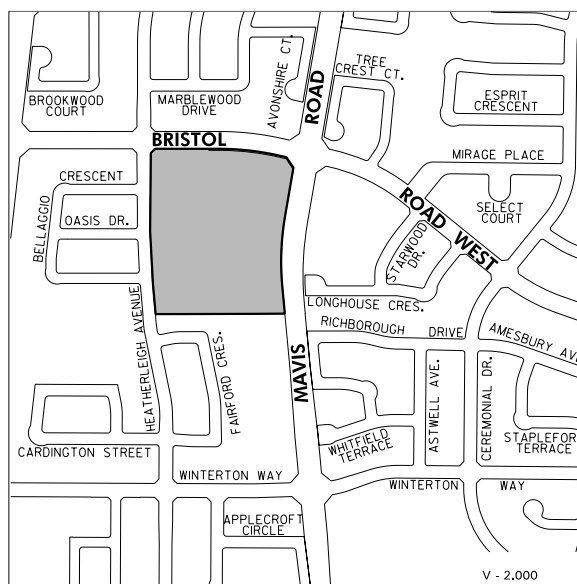 BROOKWOOD
COURT
MARBLEWOOD
DRIVE
AVONSHIRE CT.
ROAD
TREE
CREST CT.
ESPRIT
CRESCENT
BRISTOL
MIRAGE PLACE
CRESCENT
BELLAGGIO
OASIS DR.
ROAD WEST
SELECT
COURT
STARWOOD
DR.
HEATHERLEIGH AVENUE
LONGHOUSE CRES.
RICHBOROUGH DRIVE
AMESBURY AV
FAIRFORD CRES.
MAVIS
ASTWELL AVE.
CEREMONIAL DR.
CARDINGTON STREET
WHITFIELD
TERRACE
STAPLEFOR
TERRACE
WINTERTON WAY
WINTERTON WAY
APPLECROFT
CIRCLE
V - 2,000